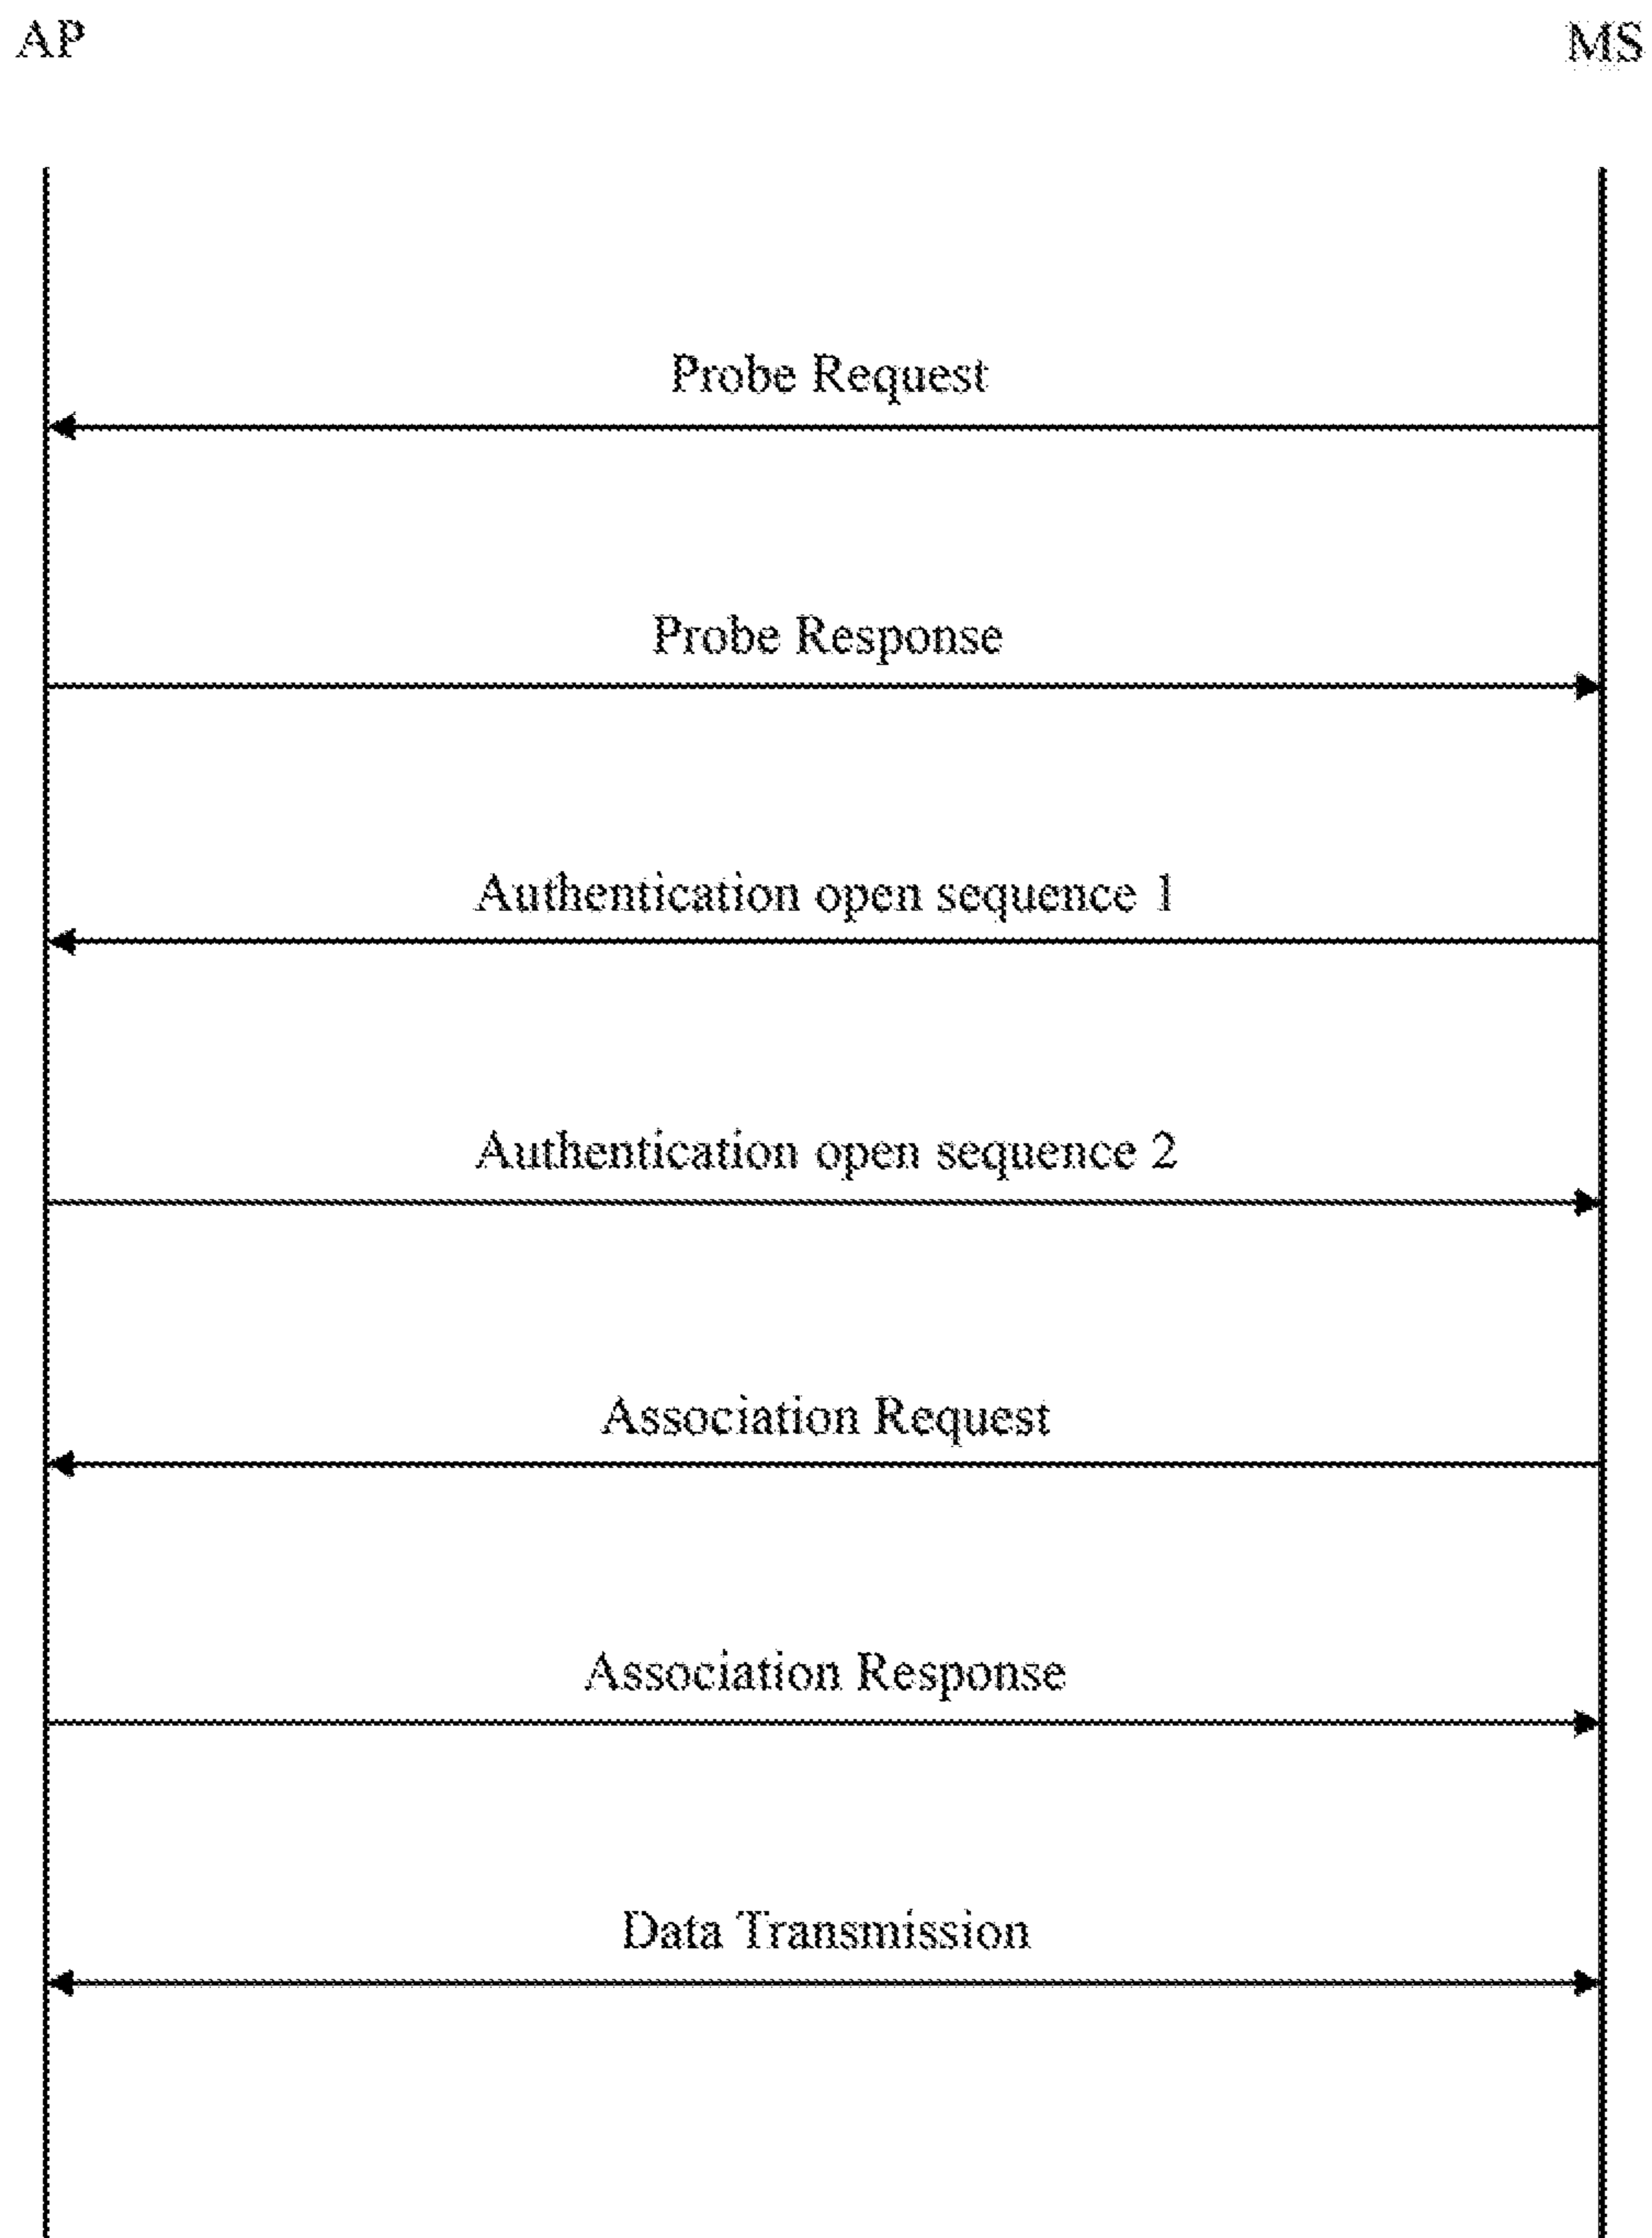 AP MS
Probe Request
Probe Response
Authentication open sequence 1
Authentication open sequence 2
Association Request
Association Response
Data Transmission